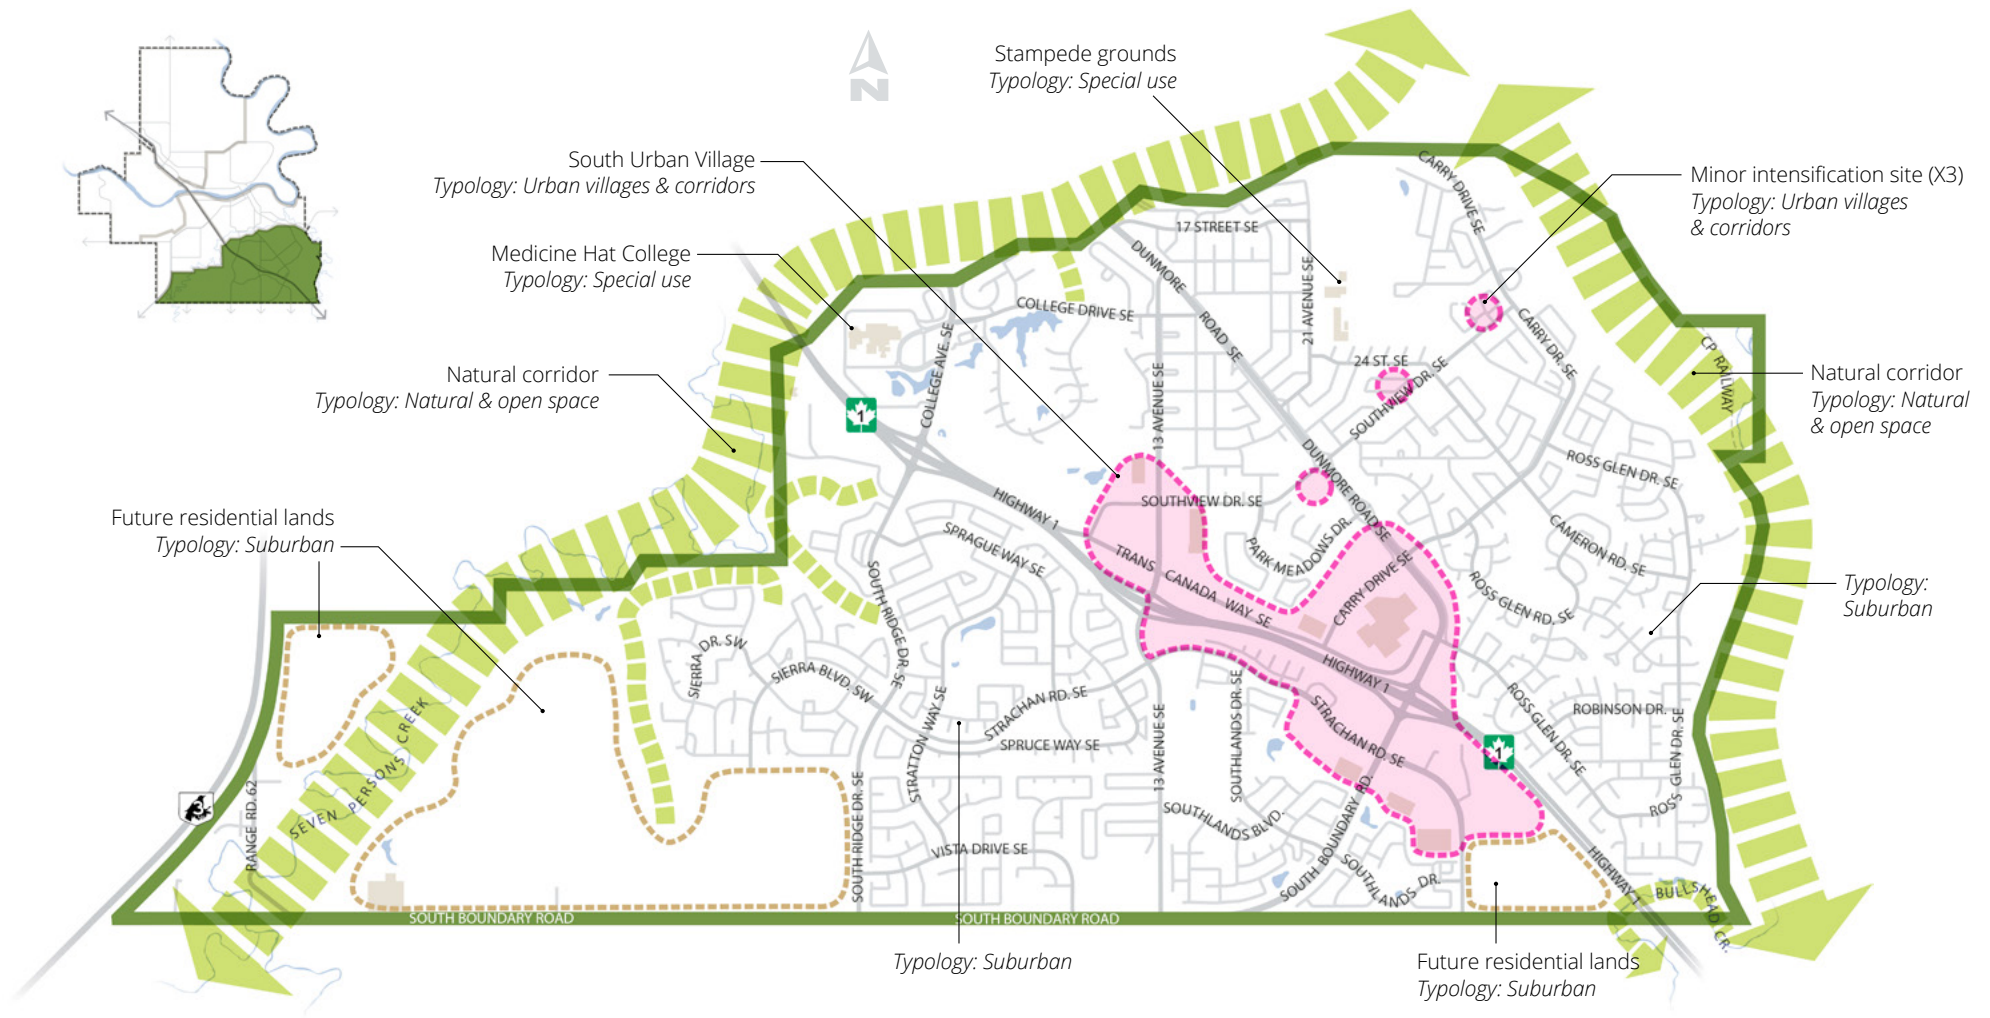 N
Stampede grounds
Typology: Special use
South Urban Village
Typology: Urban villages & corridors
Minor intensification site (X3)
Typology: Urban villages
& corridors
Medicine Hat College
Typology: Special use
Natural corridor
Typology: Natural & open space
Natural corridor
Typology: Natural
& open space
Future residential lands
Typology: Suburban
Typology:
Suburban
Typology: Suburban
Future residential lands
Typology: Suburban
CARRY DRIVE SE
17 STREET SE
DUNMORE
ROAD SE
21 AVENUE SE
COLLEGE DRIVE SE
COLLEGE AVE. SE
CARRY DR. SE
24 ST. SE
SOUTHVIEW DR. SE
CP RAILWAY
13 AVENUE SE
1
DUNMORE ROAD SE
ROSS GLEN DR. SE
HIGHWAY 1
SOUTHVIEW DR. SE
SPRAGUE WAY SE
PARK MEADOWS DR.
CAMERON RD. SE
TRANS CANADA WAY SE
CARRY DRIVE SE
ROSS GLEN RD. SE
SOUTH RIDGE DR. SE
SIERRA DR. SW
SIERRA BLVD. SW
HIGHWAY 1
STRATTON WAY SE
STRACHAN RD. SE
SPRUCE WAY SE
13 AVENUE SE
SOUTHLANDS DR. SE
STRACHAN RD. SE
ROSS GLEN DR. SE
ROBINSON DR.
ROSS GLEN DR. SE
1
SEVEN PERSONS CREEK
3
RANGE RD. 62
SOUTH RIDGE DR. SE
VISTA DRIVE SE
SOUTHLANDS BLVD.
SOUTH BOUNDARY RD.
SOUTHLANDS DR.
HIGHWAY 1
BULLSHEAD CR.
SOUTH BOUNDARY ROAD
SOUTH BOUNDARY ROAD